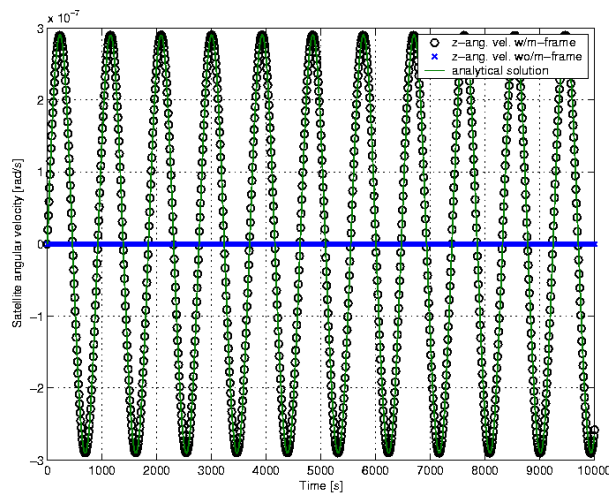 x 10⁻⁷
3
2
1
0
−1
−2
−3
z−ang. vel. w/m−frame
z−ang. vel. wo/m−frame
analytical solution
Satellite angular velocity [rad/s]
0 1000 2000 3000 4000 5000 6000 7000 8000 9000 10000
Time [s]